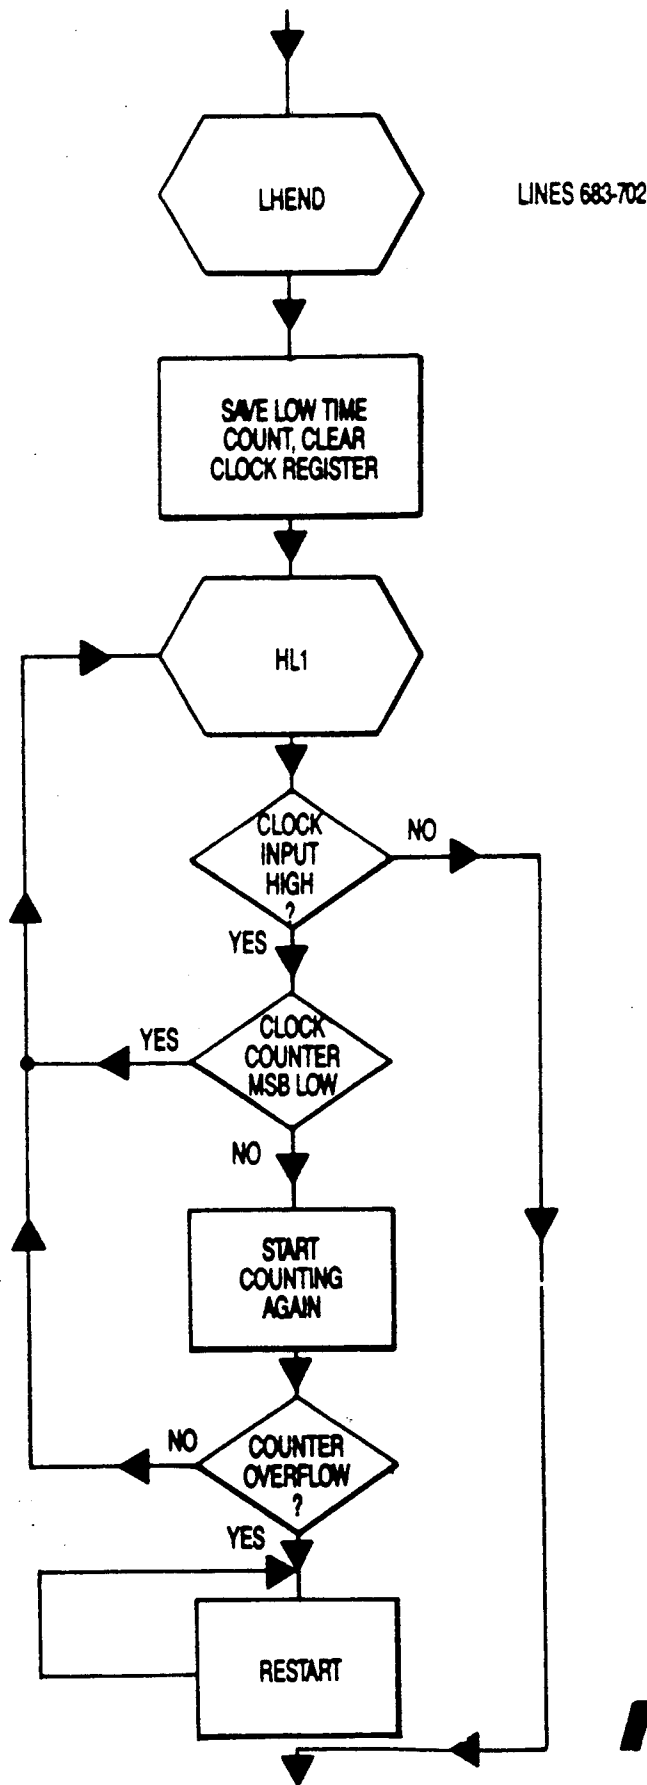 LHEND
LINES 683-702
SAVE LOW TIME
COUNT, CLEAR
CLOCK REGISTER
HL1
CLOCK
INPUT
HIGH
?
NO
YES
CLOCK
COUNTER
MSB LOW
YES
NO
START
COUNTING
AGAIN
COUNTER
OVERFLOW
?
NO
YES
RESTART